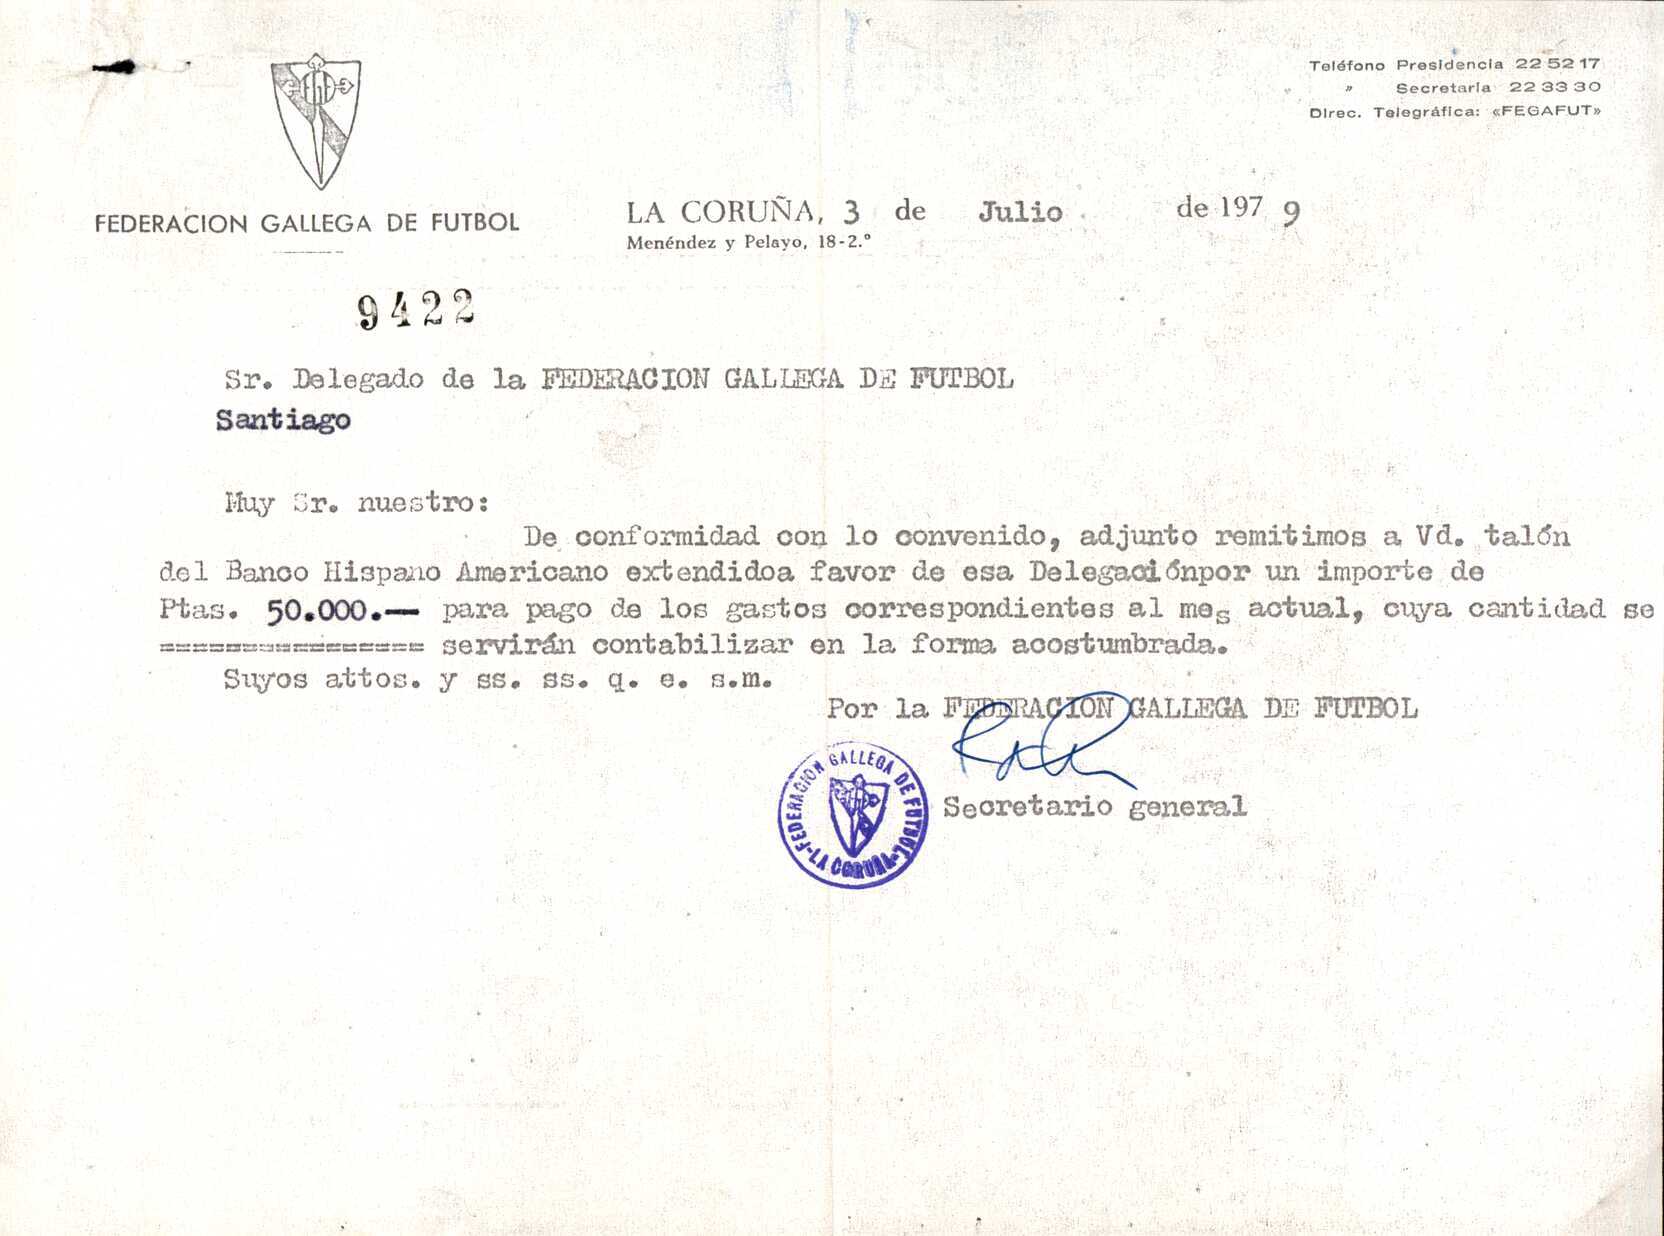 Teléfono Presidencia 22 52 17
" Secretaria 22 33 30
Direc. Telegráfica: «FEGAFUT»
FEDERACION GALLEGA DE FUTBOL
LA CORUÑA, 3 de Julio de 1979
Menéndez y Pelayo, 18-2.º
9422
Sr. Delegado de la FEDERACION GALLEGA DE FUTBOL
Santiago
Muy Sr. nuestro:
De conformidad con lo convenido, adjunto remitimos a Vd. talón
del Banco Hispano Americano extendidoa favor de esa Delegaciónpor un importe de
Ptas. 50.000.— para pago de los gastos correspondientes al mes actual, cuya cantidad se
================ servirán contabilizar en la forma acostumbrada.
Suyos attos. y ss. ss. q. e. s.m.
Por la FEDERACION GALLEGA DE FUTBOL
FEDERACION GALLEGA DE FUTBOL
-LA CORUÑA-
Secretario general